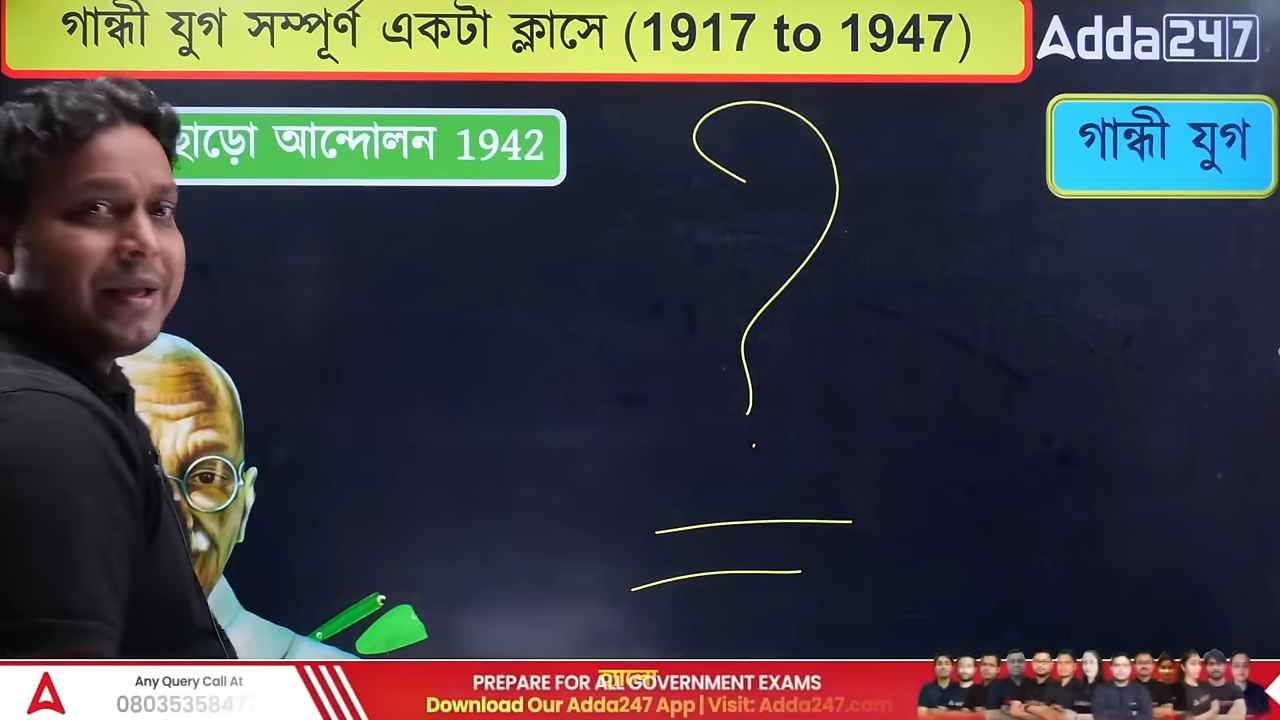 গান্ধী যুগ সম্পূর্ণ একটা ক্লাসে (1917 to 1947)
Adda247
ছাড়ো আন্দোলন 1942
গান্ধী যুগ
?
Any Query Call At
PREPARE FOR ALL GOVERNMENT EXAMS
Download Our Adda247 App | Visit: Adda247.com